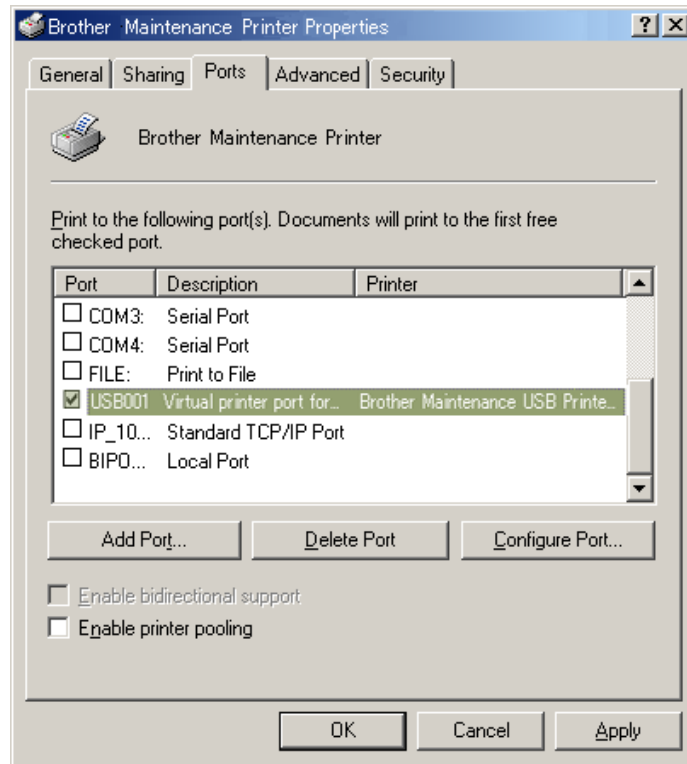 Brother Maintenance Printer Properties
General Sharing Ports Advanced Security
Brother Maintenance Printer
Print to the following port(s). Documents will print to the first free
checked port.
Port Description Printer
COM3: Serial Port
COM4: Serial Port
FILE: Print to File
USB001 Virtual printer port for... Brother Maintenance USB Printe...
IP_10... Standard TCP/IP Port
BIPO... Local Port
Add Port... Delete Port Configure Port...
Enable bidirectional support
Enable printer pooling
OK Cancel Apply